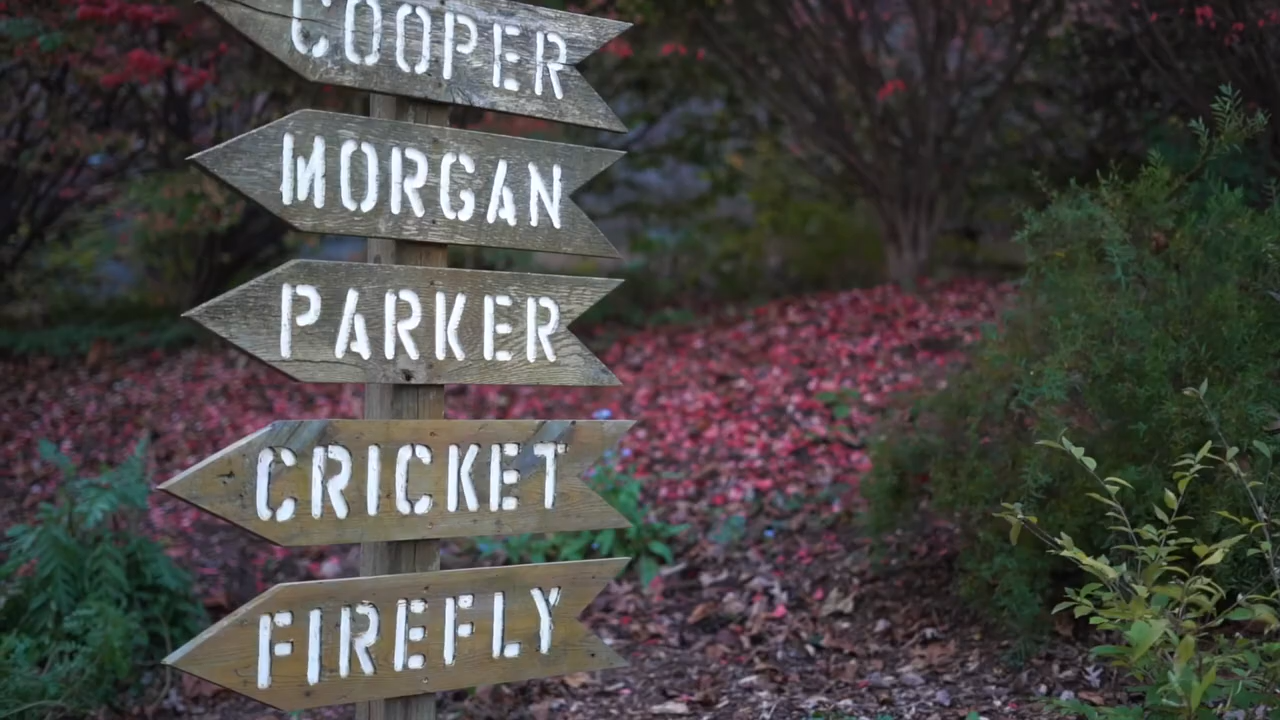 COOPER
MORGAN
PARKER
CRICKET
FIREFLY